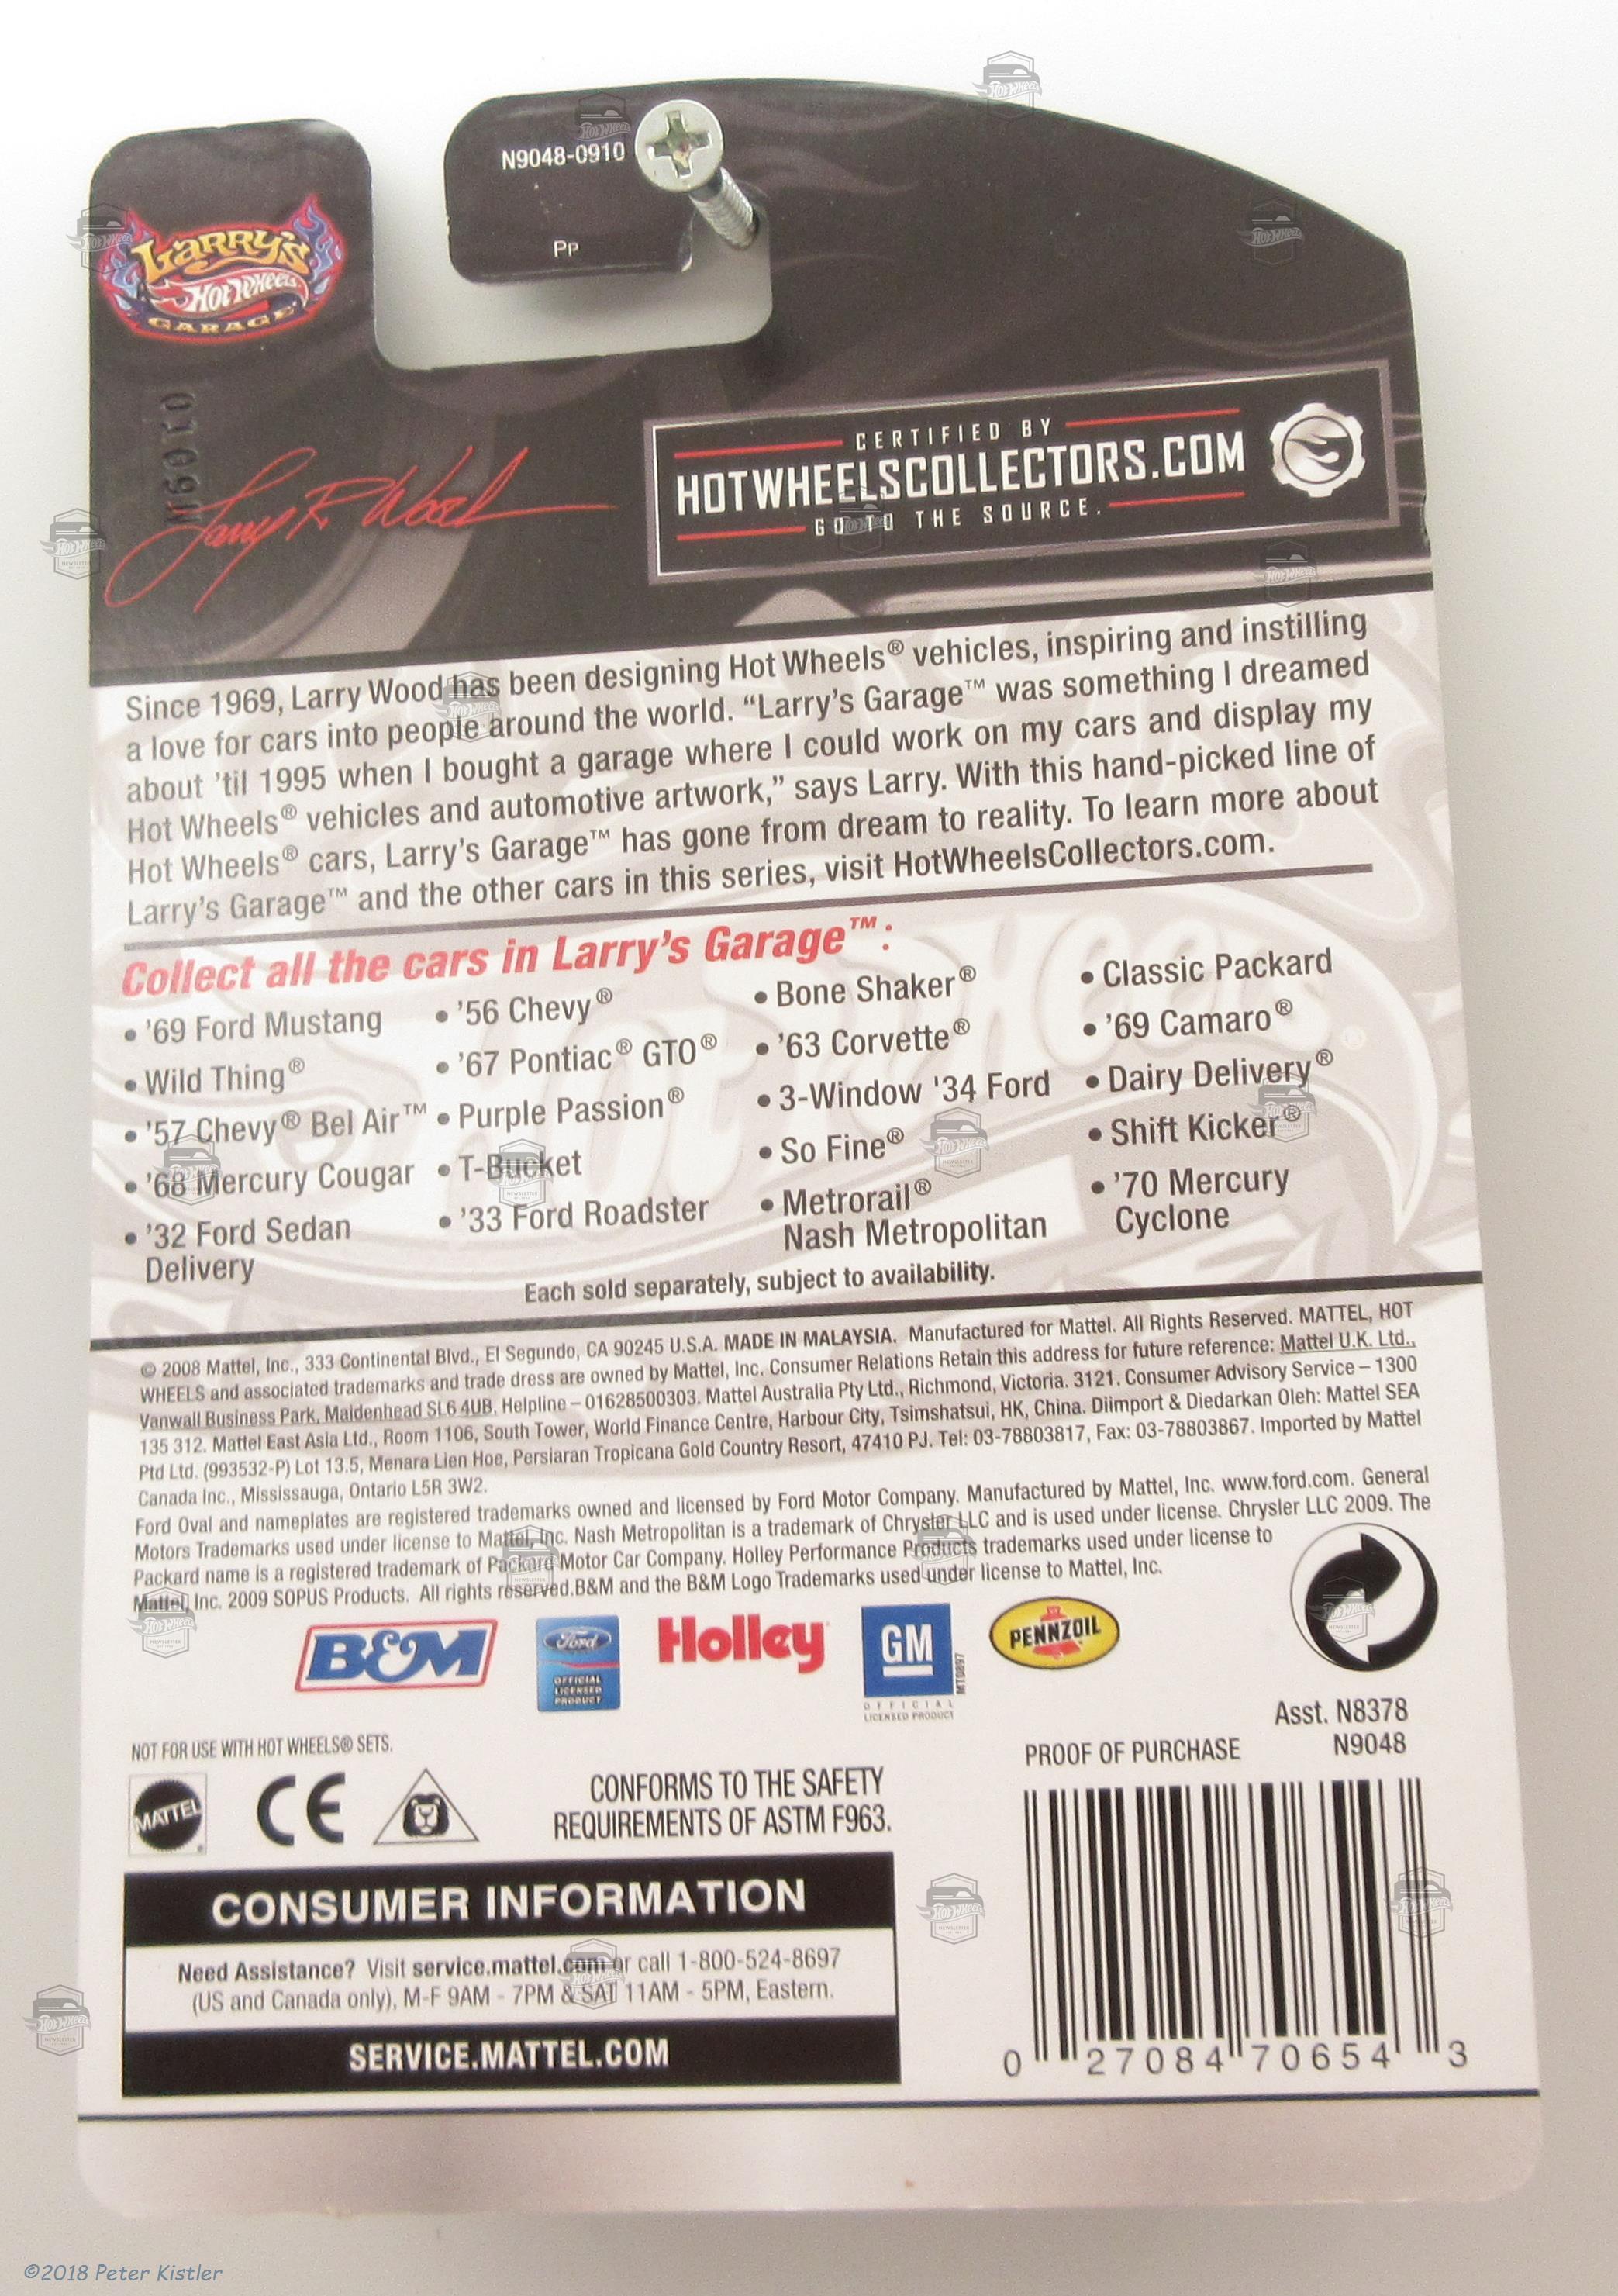 N9048-0910
Pp
LARRY'S
Hot Wheels
GARAGE
M6010
Larry R Wood
CERTIFIED BY
HOTWHEELSCOLLECTORS.COM
GO TO THE SOURCE.
Since 1969, Larry Wood has been designing Hot Wheels® vehicles, inspiring and instilling
a love for cars into people around the world. “Larry’s Garage™ was something I dreamed
about ’til 1995 when I bought a garage where I could work on my cars and display my
Hot Wheels® vehicles and automotive artwork,” says Larry. With this hand-picked line of
Hot Wheels® cars, Larry’s Garage™ has gone from dream to reality. To learn more about
Larry’s Garage™ and the other cars in this series, visit HotWheelsCollectors.com.
Collect all the cars in Larry’s Garage™:
• ’69 Ford Mustang
• Wild Thing®
• ’57 Chevy® Bel Air™
• ’68 Mercury Cougar
• ’32 Ford Sedan
Delivery
• ’56 Chevy®
• ’67 Pontiac® GTO®
• Purple Passion®
• T-Bucket
• ’33 Ford Roadster
• Bone Shaker®
• ’63 Corvette®
• 3-Window '34 Ford
• So Fine®
• Metrorail®
Nash Metropolitan
• Classic Packard
• ’69 Camaro®
• Dairy Delivery®
• Shift Kicker®
• ’70 Mercury
Cyclone
Each sold separately, subject to availability.
© 2008 Mattel, Inc., 333 Continental Blvd., El Segundo, CA 90245 U.S.A. MADE IN MALAYSIA. Manufactured for Mattel. All Rights Reserved. MATTEL, HOT
WHEELS and associated trademarks and trade dress are owned by Mattel, Inc. Consumer Relations Retain this address for future reference: Mattel U.K. Ltd.,
Vanwall Business Park, Maidenhead SL6 4UB, Helpline – 01628500303. Mattel Australia Pty Ltd., Richmond, Victoria. 3121. Consumer Advisory Service – 1300
135 312. Mattel East Asia Ltd., Room 1106, South Tower, World Finance Centre, Harbour City, Tsimshatsui, HK, China. Diimport & Diedarkan Oleh: Mattel SEA
Ptd Ltd. (993532-P) Lot 13.5, Menara Lien Hoe, Persiaran Tropicana Gold Country Resort, 47410 PJ. Tel: 03-78803817, Fax: 03-78803867. Imported by Mattel
Canada Inc., Mississauga, Ontario L5R 3W2.
Ford Oval and nameplates are registered trademarks owned and licensed by Ford Motor Company. Manufactured by Mattel, Inc. www.ford.com. General
Motors Trademarks used under license to Mattel, Inc. Nash Metropolitan is a trademark of Chrysler LLC and is used under license. Chrysler LLC 2009. The
Packard name is a registered trademark of Packard Motor Car Company. Holley Performance Products trademarks used under license to
Mattel, Inc. 2009 SOPUS Products. All rights reserved.B&M and the B&M Logo Trademarks used under license to Mattel, Inc.
B&M
Ford
OFFICIAL
LICENSED
PRODUCT
Holley
GM
OFFICIAL
LICENSED PRODUCT
MT0897
PENNZOIL
NOT FOR USE WITH HOT WHEELS® SETS.
MATTEL
CE
CONFORMS TO THE SAFETY
REQUIREMENTS OF ASTM F963.
Asst. N8378
N9048
PROOF OF PURCHASE
0 27084 70654 3
CONSUMER INFORMATION
Need Assistance? Visit service.mattel.com or call 1-800-524-8697
(US and Canada only), M-F 9AM - 7PM & SAT 11AM - 5PM, Eastern.
SERVICE.MATTEL.COM
©2018 Peter Kistler